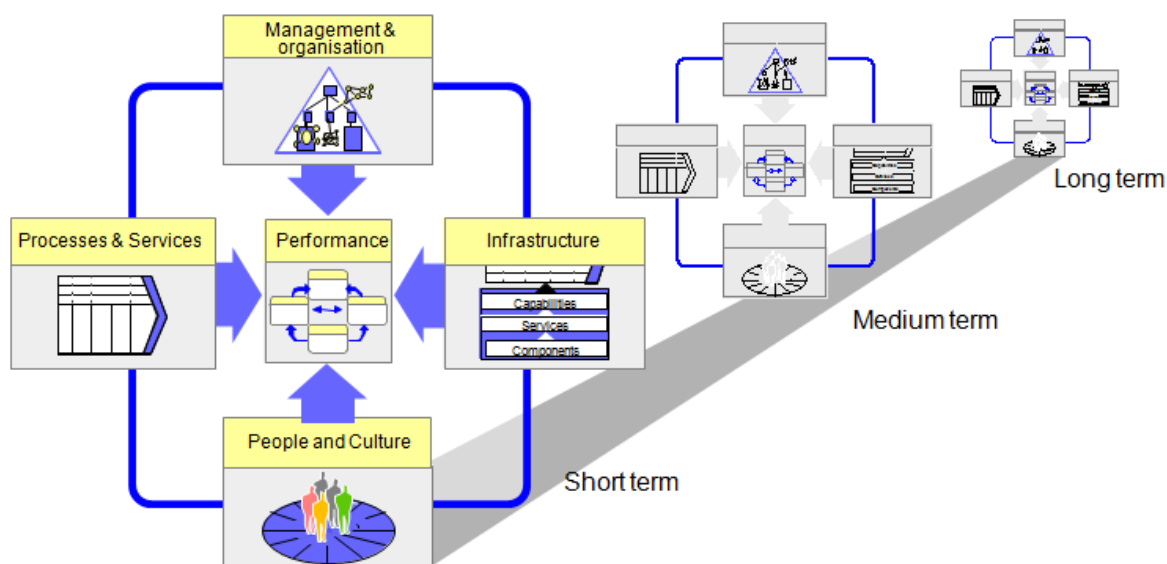 Management &
organisation
Processes & Services
Performance
Infrastructure
Capabilities
Services
Components
People and Culture
Short term
Medium term
Long term